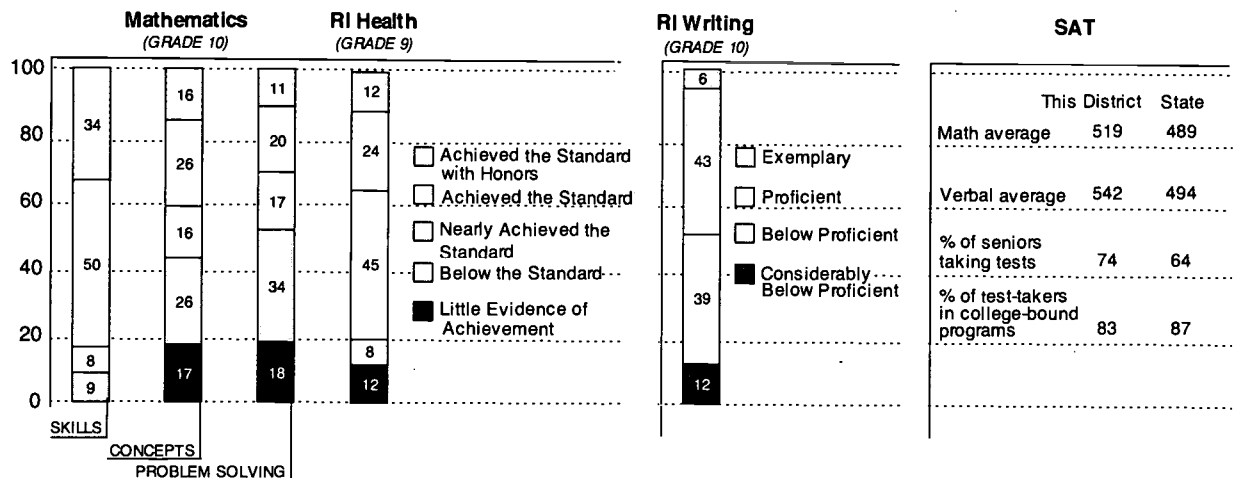 Mathematics
(GRADE 10)
RI Health
(GRADE 9)
RI Writing
(GRADE 10)
SAT
100
80
60
40
20
0
34
50
8
9
SKILLS
16
26
16
26
17
CONCEPTS
11
20
17
34
18
PROBLEM SOLVING
12
24
45
8
12
Achieved the Standard
with Honors
Achieved the Standard
Nearly Achieved the
Standard
Below the Standard
Little Evidence of
Achievement
6
43
39
12
Exemplary
Proficient
Below Proficient
Considerably
Below Proficient
This District State
Math average 519 489
Verbal average 542 494
% of seniors
taking tests 74 64
% of test-takers
in college-bound
programs 83 87